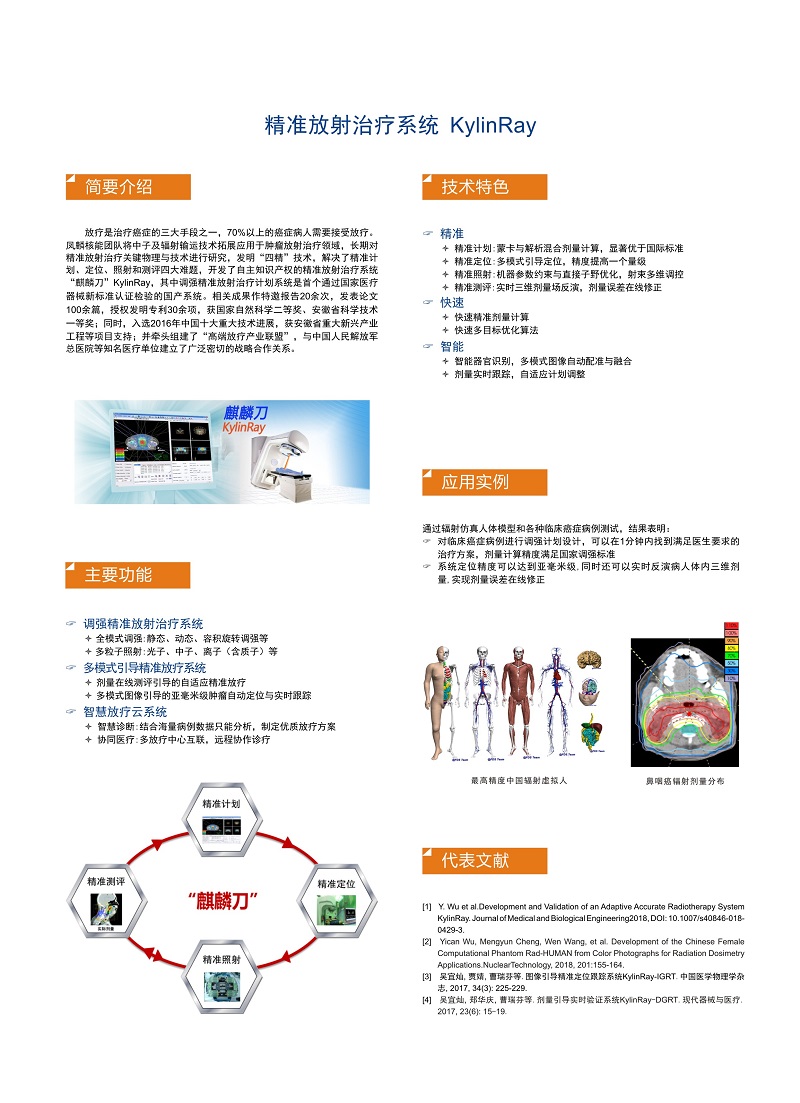 精准放射治疗系统 KylinRay
简要介绍
放疗是治疗癌症的三大手段之一，70%以上的癌症病人需要接受放疗。
凤麟核能团队将中子及辐射输运技术拓展应用于肿瘤放射治疗领域，长期对
精准放射治疗关键物理与技术进行研究，发明“四精”技术，解决了精准计
划、定位、照射和测评四大难题，开发了自主知识产权的精准放射治疗系统
“麒麟刀”KylinRay，其中调强精准放射治疗计划系统是首个通过国家医疗
器械新标准认证检验的国产系统。相关成果作特邀报告20余次，发表论文
100余篇，授权发明专利30余项，获国家自然科学二等奖、安徽省科学技术
一等奖；同时，入选2016年中国十大重大技术进展，获安徽省重大新兴产业
工程等项目支持；并牵头组建了“高端放疗产业联盟”，与中国人民解放军
总医院等知名医疗单位建立了广泛密切的战略合作关系。
麒麟刀
KylinRay
主要功能
☞ 调强精准放射治疗系统
✧ 全模式调强:静态、动态、容积旋转调强等
✧ 多粒子照射:光子、中子、离子（含质子）等
☞ 多模式引导精准放疗系统
✧ 剂量在线测评引导的自适应精准放疗
✧ 多模式图像引导的亚毫米级肿瘤自动定位与实时跟踪
☞ 智慧放疗云系统
✧ 智慧诊断:结合海量病例数据只能分析，制定优质放疗方案
✧ 协同医疗:多放疗中心互联，远程协作诊疗
精准计划
精准测评
实际剂量
“麒麟刀”
精准定位
精准照射
技术特色
☞ 精准
✧ 精准计划:蒙卡与解析混合剂量计算，显著优于国际标准
✧ 精准定位:多模式引导定位，精度提高一个量级
✧ 精准照射:机器参数约束与直接子野优化，射束多维调控
✧ 精准测评:实时三维剂量场反演，剂量误差在线修正
☞ 快速
✧ 快速精准剂量计算
✧ 快速多目标优化算法
☞ 智能
✧ 智能器官识别，多模式图像自动配准与融合
✧ 剂量实时跟踪，自适应计划调整
应用实例
通过辐射仿真人体模型和各种临床癌症病例测试，结果表明:
☞ 对临床癌症病例进行调强计划设计，可以在1分钟内找到满足医生要求的
治疗方案，剂量计算精度满足国家调强标准
☞ 系统定位精度可以达到亚毫米级.同时还可以实时反演病人体内三维剂
量.实现剂量误差在线修正
©FDS Team
©FDS Team
©FDS Team
©FDS Team
最高精度中国辐射虚拟人
鼻咽癌辐射剂量分布
代表文献
[1] Y. Wu et al.Development and Validation of an Adaptive Accurate Radiotherapy System
KylinRay. Journal of Medical and Biological Engineering2018, DOI: 10.1007/s40846-018-
0429-3.
[2] Yican Wu, Mengyun Cheng, Wen Wang, et al. Development of the Chinese Female
Computational Phantom Rad-HUMAN from Color Photographs for Radiation Dosimetry
Applications.NuclearTechnology, 2018, 201:155-164.
[3] 吴宜灿, 贾婧, 曹瑞芬等. 图像引导精准定位跟踪系统KylinRay-IGRT. 中国医学物理学杂
志, 2017, 34(3): 225-229.
[4] 吴宜灿, 郑华庆, 曹瑞芬等. 剂量引导实时验证系统KylinRay-DGRT. 现代器械与医疗.
2017, 23(6): 15-19.